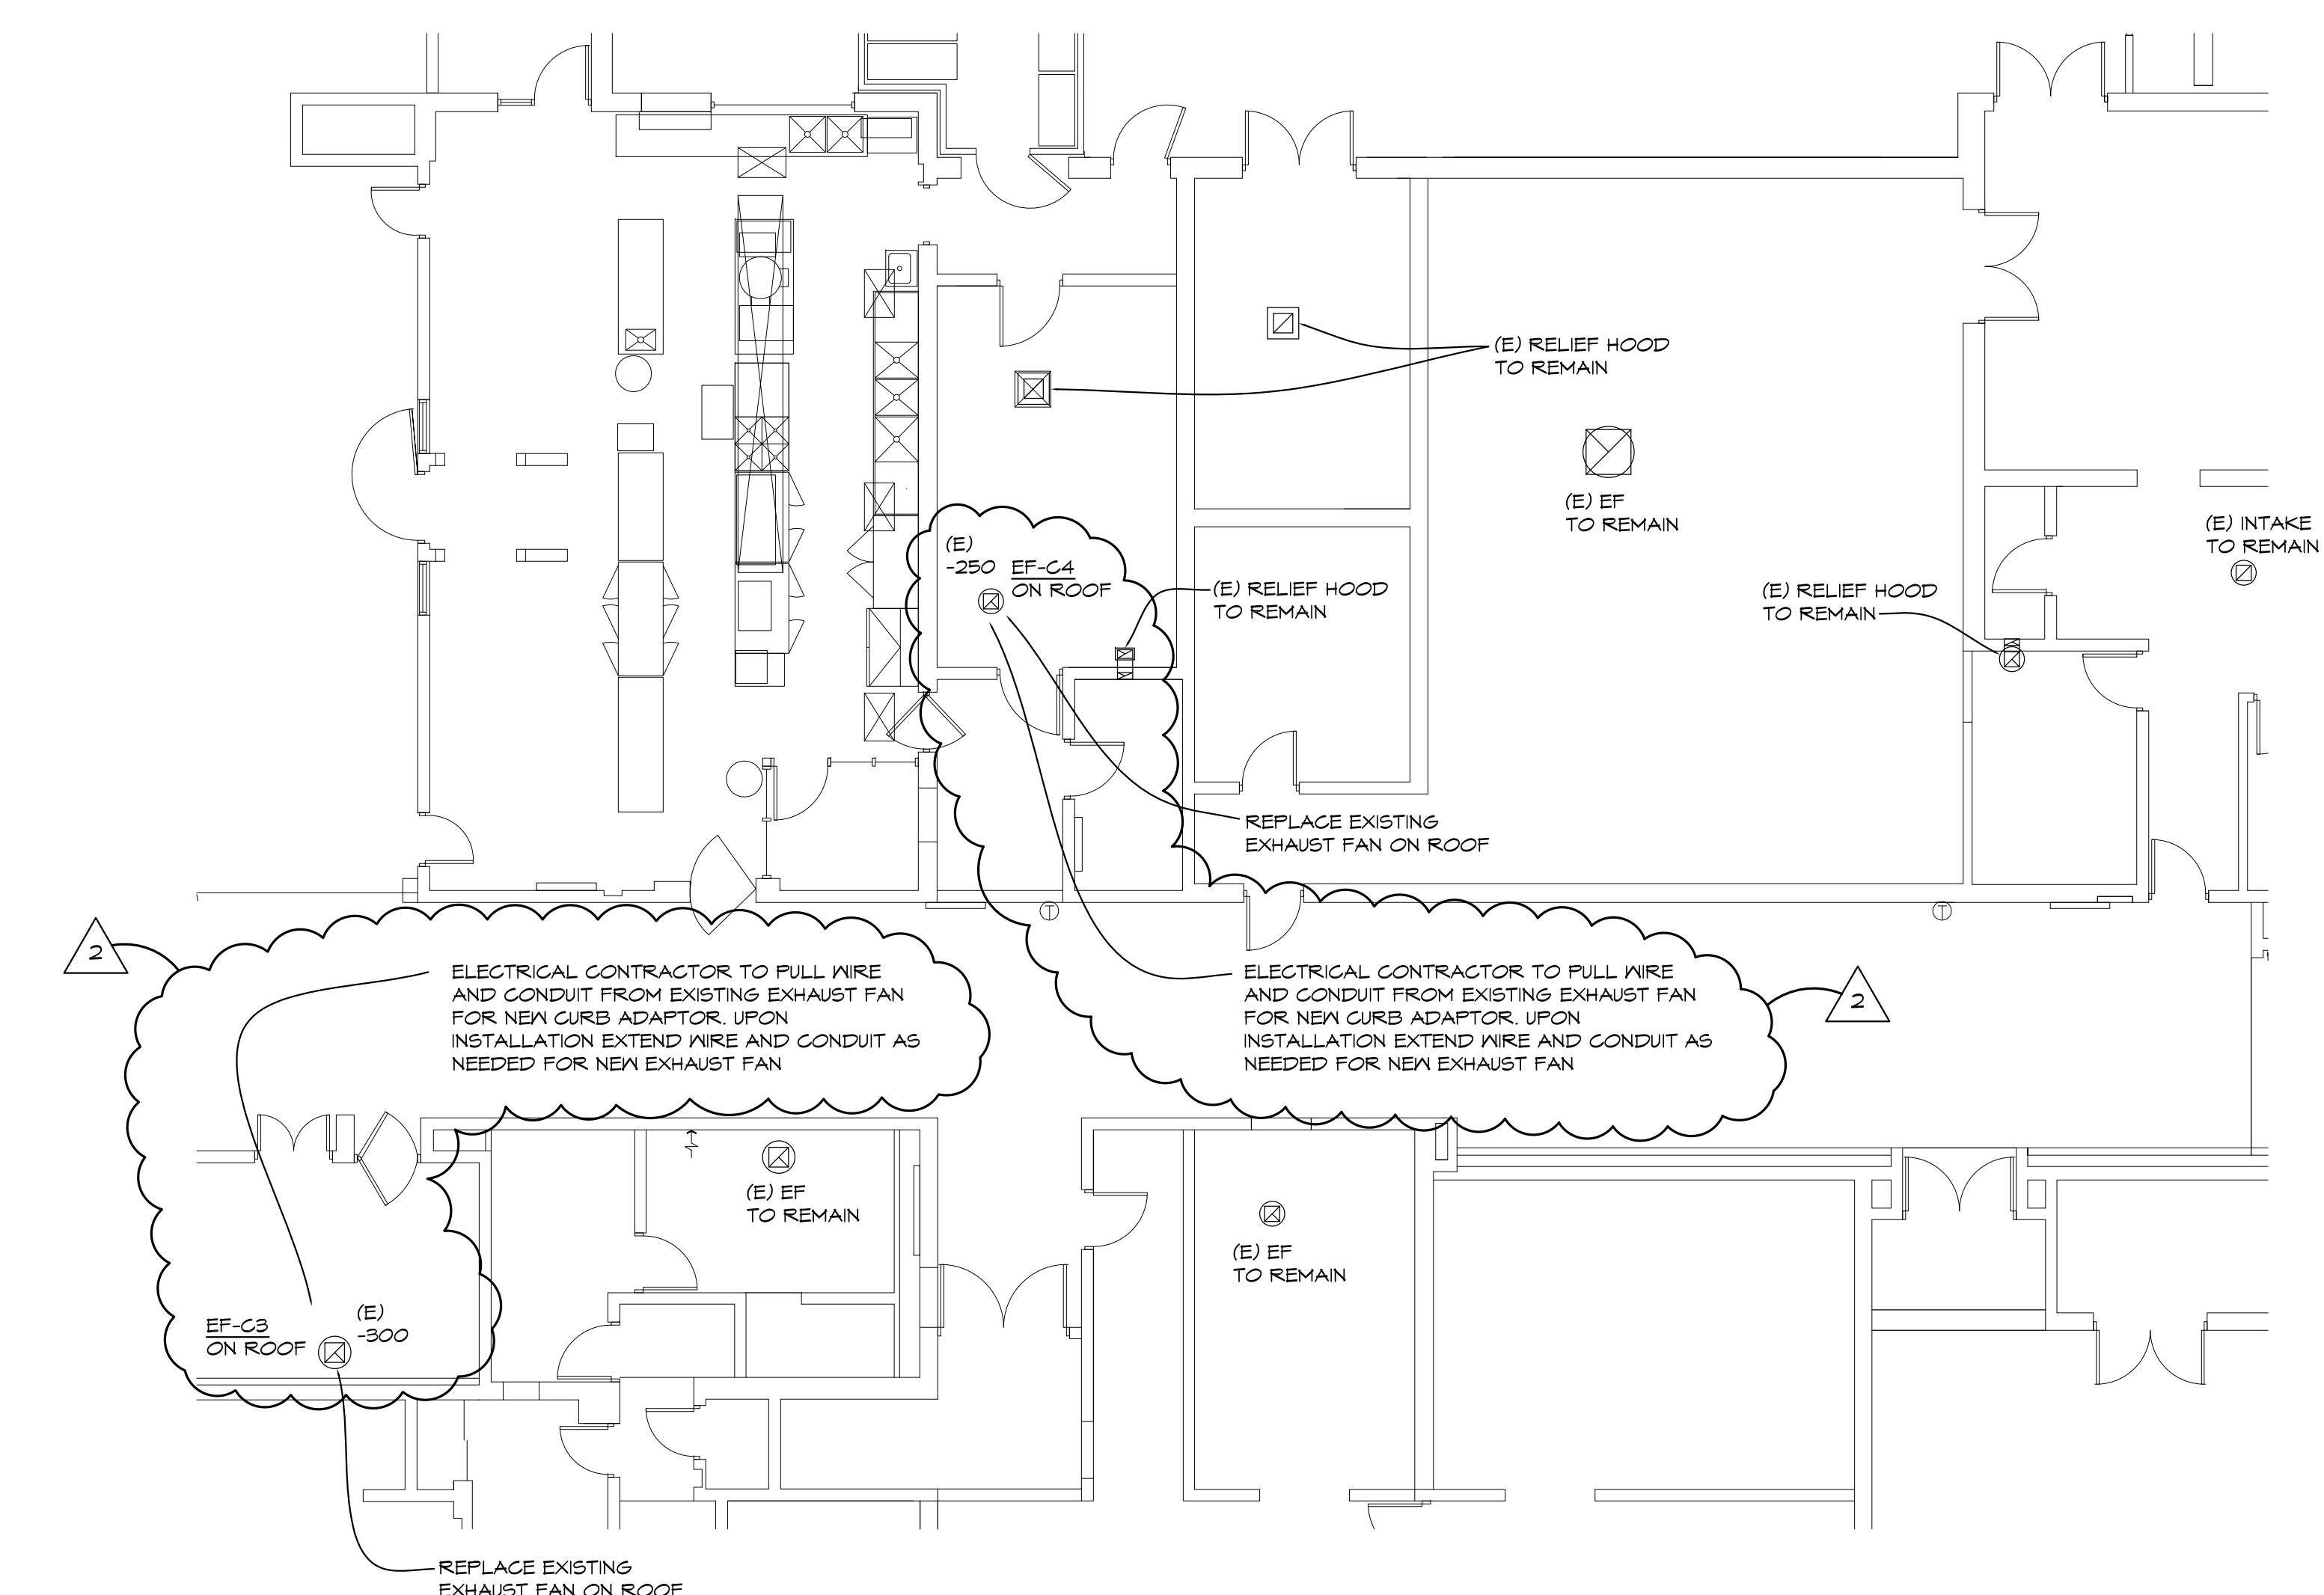 (E) RELIEF HOOD
TO REMAIN
(E) EF
TO REMAIN
(E) INTAKE
TO REMAIN
(E)
-250 EF-C4
ON ROOF
(E) RELIEF HOOD
TO REMAIN
(E) RELIEF HOOD
TO REMAIN
REPLACE EXISTING
EXHAUST FAN ON ROOF
T
T
2
ELECTRICAL CONTRACTOR TO PULL WIRE
AND CONDUIT FROM EXISTING EXHAUST FAN
FOR NEW CURB ADAPTOR. UPON
INSTALLATION EXTEND WIRE AND CONDUIT AS
NEEDED FOR NEW EXHAUST FAN
ELECTRICAL CONTRACTOR TO PULL WIRE
AND CONDUIT FROM EXISTING EXHAUST FAN
FOR NEW CURB ADAPTOR. UPON
INSTALLATION EXTEND WIRE AND CONDUIT AS
NEEDED FOR NEW EXHAUST FAN
2
(E) EF
TO REMAIN
(E) EF
TO REMAIN
EF-C3
ON ROOF
(E)
-300
REPLACE EXISTING
EXHAUST FAN ON ROOF